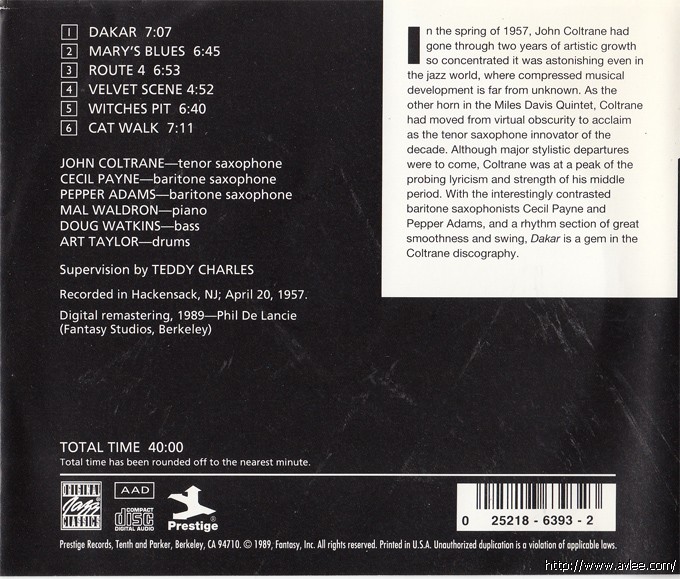 1 DAKAR 7:07
2 MARY'S BLUES 6:45
3 ROUTE 4 6:53
4 VELVET SCENE 4:52
5 WITCHES PIT 6:40
6 CAT WALK 7:11
JOHN COLTRANE—tenor saxophone
CECIL PAYNE—baritone saxophone
PEPPER ADAMS—baritone saxophone
MAL WALDRON—piano
DOUG WATKINS—bass
ART TAYLOR—drums
Supervision by TEDDY CHARLES
Recorded in Hackensack, NJ; April 20, 1957.
Digital remastering, 1989—Phil De Lancie
(Fantasy Studios, Berkeley)
In the spring of 1957, John Coltrane had
gone through two years of artistic growth
so concentrated it was astonishing even in
the jazz world, where compressed musical
development is far from unknown. As the
other horn in the Miles Davis Quintet, Coltrane
had moved from virtual obscurity to acclaim
as the tenor saxophone innovator of the
decade. Although major stylistic departures
were to come, Coltrane was at a peak of the
probing lyricism and strength of his middle
period. With the interestingly contrasted
baritone saxophonists Cecil Payne and
Pepper Adams, and a rhythm section of great
smoothness and swing, Dakar is a gem in the
Coltrane discography.
TOTAL TIME 40:00
Total time has been rounded off to the nearest minute.
ORIGINAL
Jazz
CLASSICS
AAD
COMPACT
disc
DIGITAL AUDIO
Prestige
0 25218-6393-2
Prestige Records, Tenth and Parker, Berkeley, CA 94710. © 1989, Fantasy, Inc. All rights reserved. Printed in U.S.A. Unauthorized duplication is a violation of applicable laws.
http://www.avlee.com/